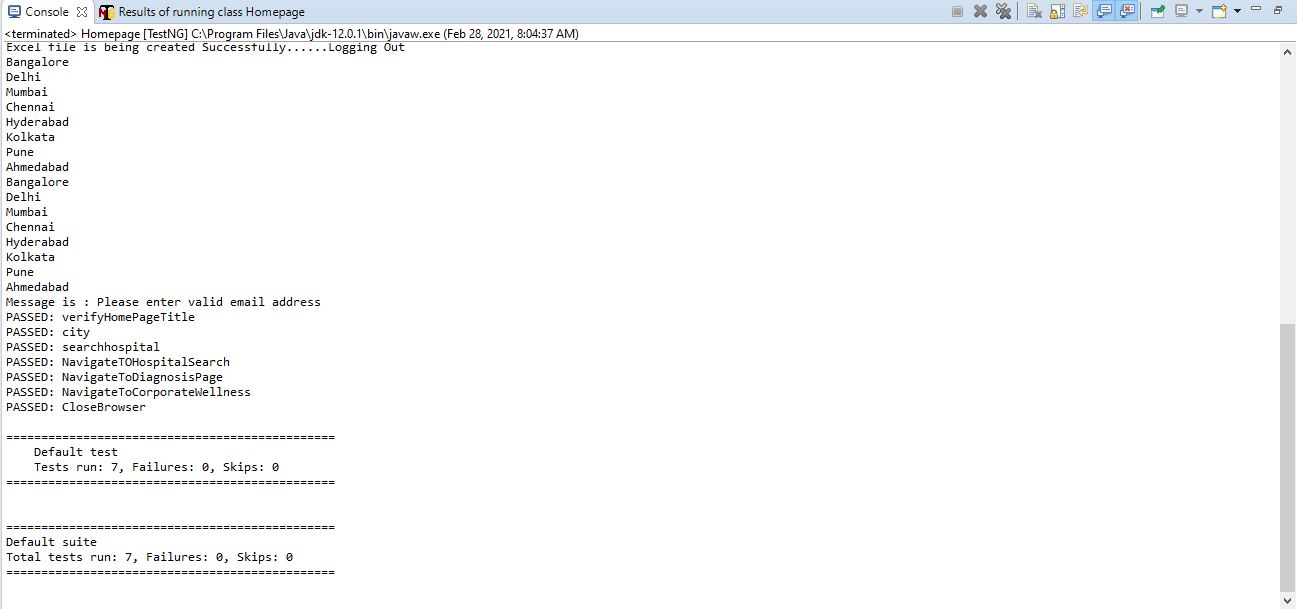 Console Results of running class Homepage
<terminated> Homepage [TestNG] C:\Program Files\Java\jdk-12.0.1\bin\javaw.exe (Feb 28, 2021, 8:04:37 AM)
Excel file is being created Successfully......Logging Out
Bangalore
Delhi
Mumbai
Chennai
Hyderabad
Kolkata
Pune
Ahmedabad
Bangalore
Delhi
Mumbai
Chennai
Hyderabad
Kolkata
Pune
Ahmedabad
Message is : Please enter valid email address
PASSED: verifyHomePageTitle
PASSED: city
PASSED: searchhospital
PASSED: NavigateTOHospitalSearch
PASSED: NavigateToDiagnosisPage
PASSED: NavigateToCorporateWellness
PASSED: CloseBrowser
===============================================
Default test
Tests run: 7, Failures: 0, Skips: 0
===============================================
===============================================
Default suite
Total tests run: 7, Failures: 0, Skips: 0
===============================================